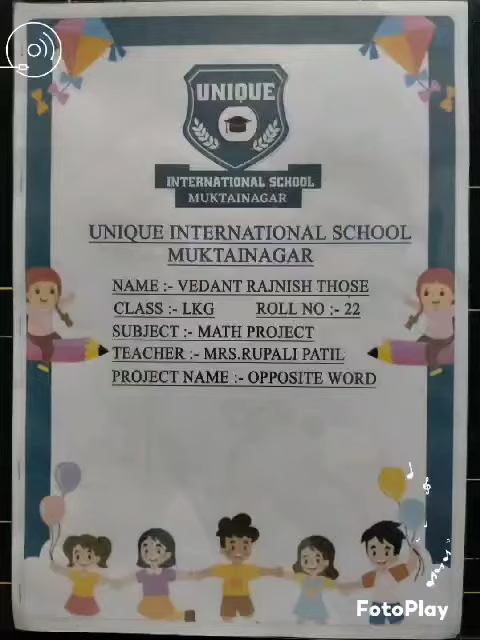 UNIQUE
INTERNATIONAL SCHOOL
MUKTAINAGAR
UNIQUE INTERNATIONAL SCHOOL
MUKTAINAGAR
NAME :- VEDANT RAJNISH THOSE
CLASS :- LKG ROLL NO :- 22
SUBJECT :- MATH PROJECT
TEACHER :- MRS.RUPALI PATIL
PROJECT NAME :- OPPOSITE WORD
FotoPlay